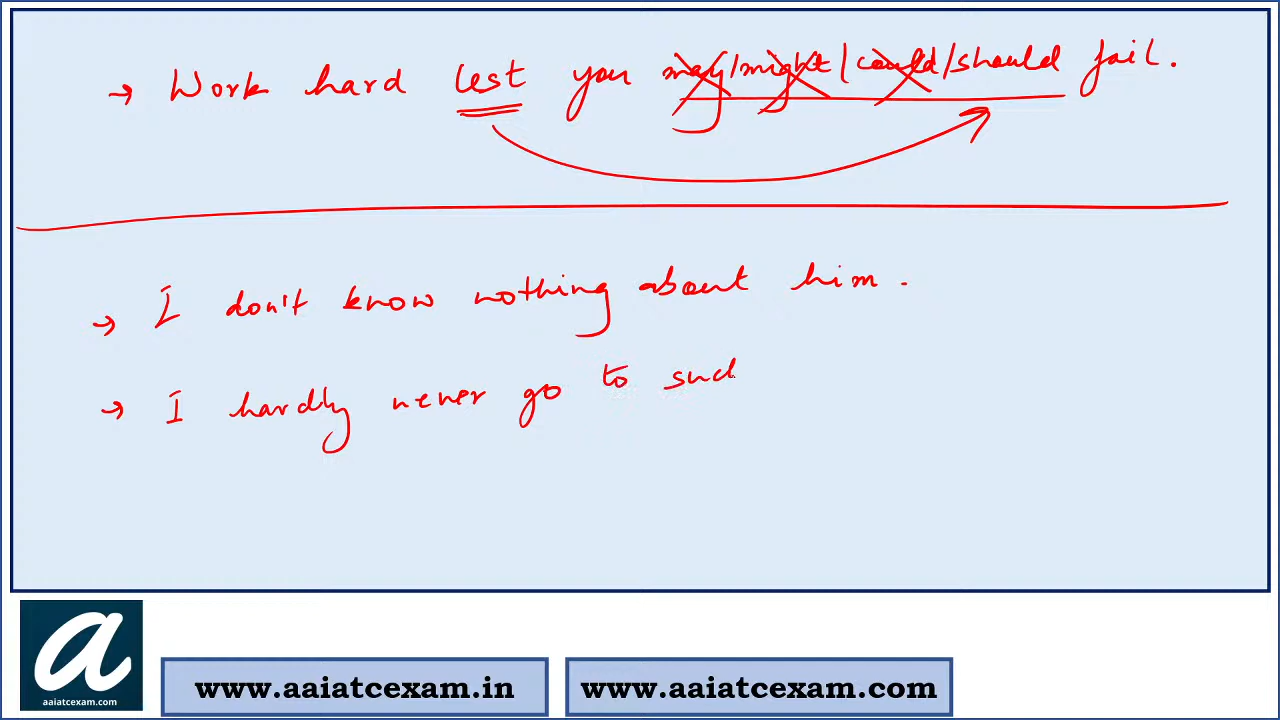 → Work hard lest you may/might/could/should fail.
→ I don't know nothing about him.
→ I hardly never go to such
a
aaiatcexam.com
www.aaiatcexam.in
www.aaiatcexam.com